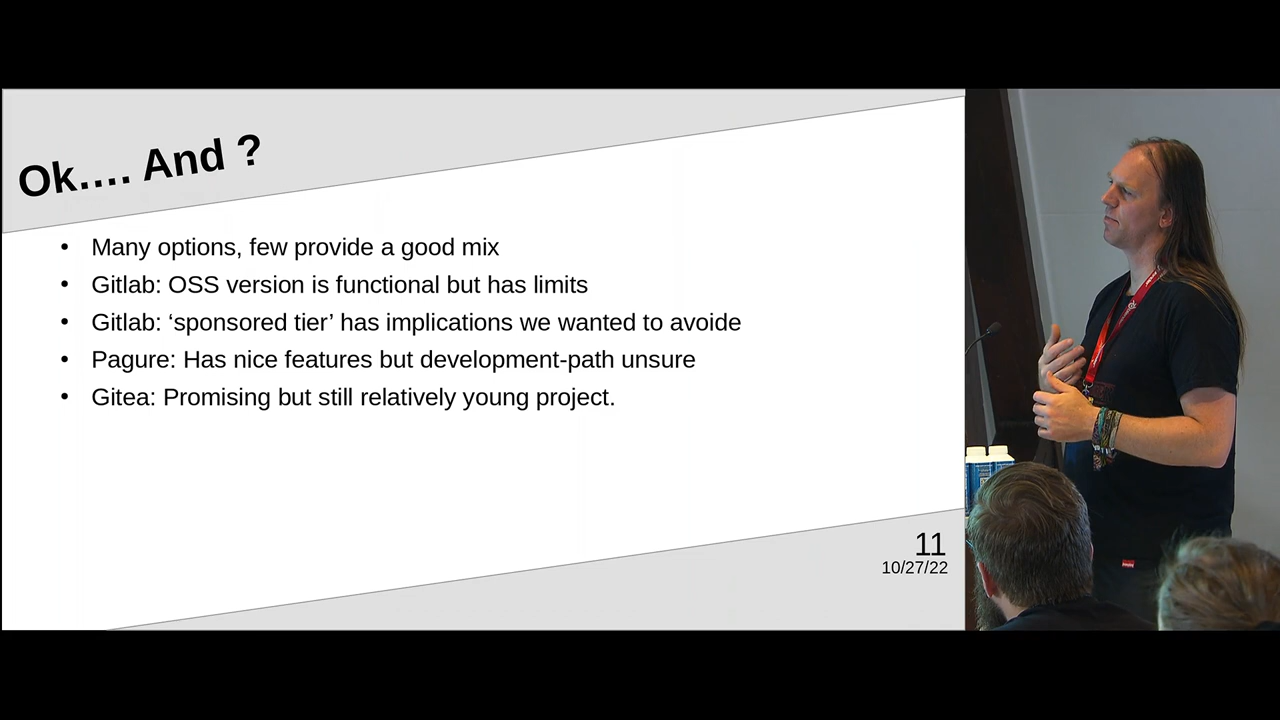 Ok…. And ?
• Many options, few provide a good mix
• Gitlab: OSS version is functional but has limits
• Gitlab: ‘sponsored tier’ has implications we wanted to avoide
• Pagure: Has nice features but development-path unsure
• Gitea: Promising but still relatively young project.
11
10/27/22